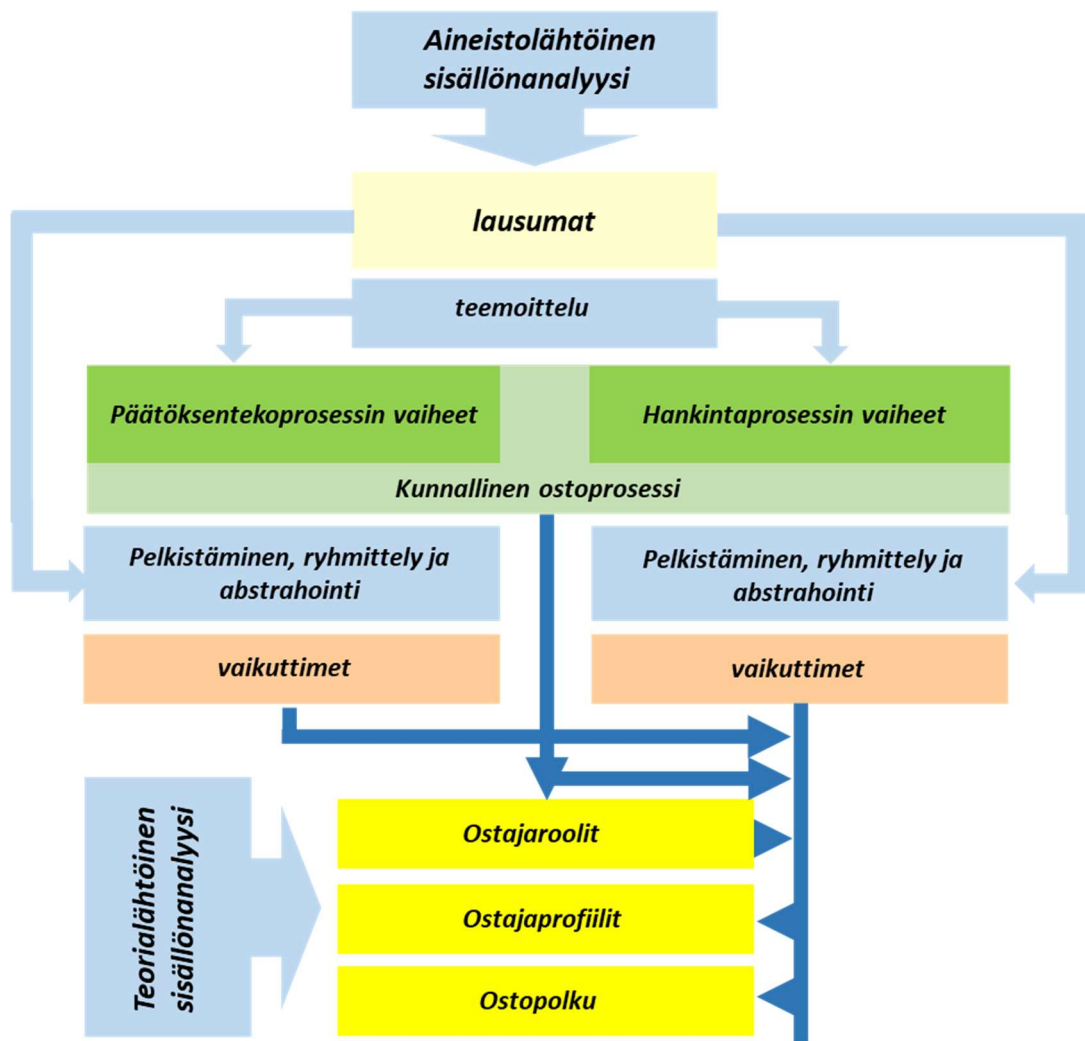 Aineistolähtöinen
sisällönanalyysi
lausumat
teemoittelu
Päätöksentekoprosessin vaiheet
Hankintaprosessin vaiheet
Kunnallinen ostoprosessi
Pelkistäminen, ryhmittely ja
abstrahointi
Pelkistäminen, ryhmittely ja
abstrahointi
vaikuttimet
vaikuttimet
Teorialähtöinen
sisällönanalyysi
Ostajaroolit
Ostajaprofiilit
Ostopolku